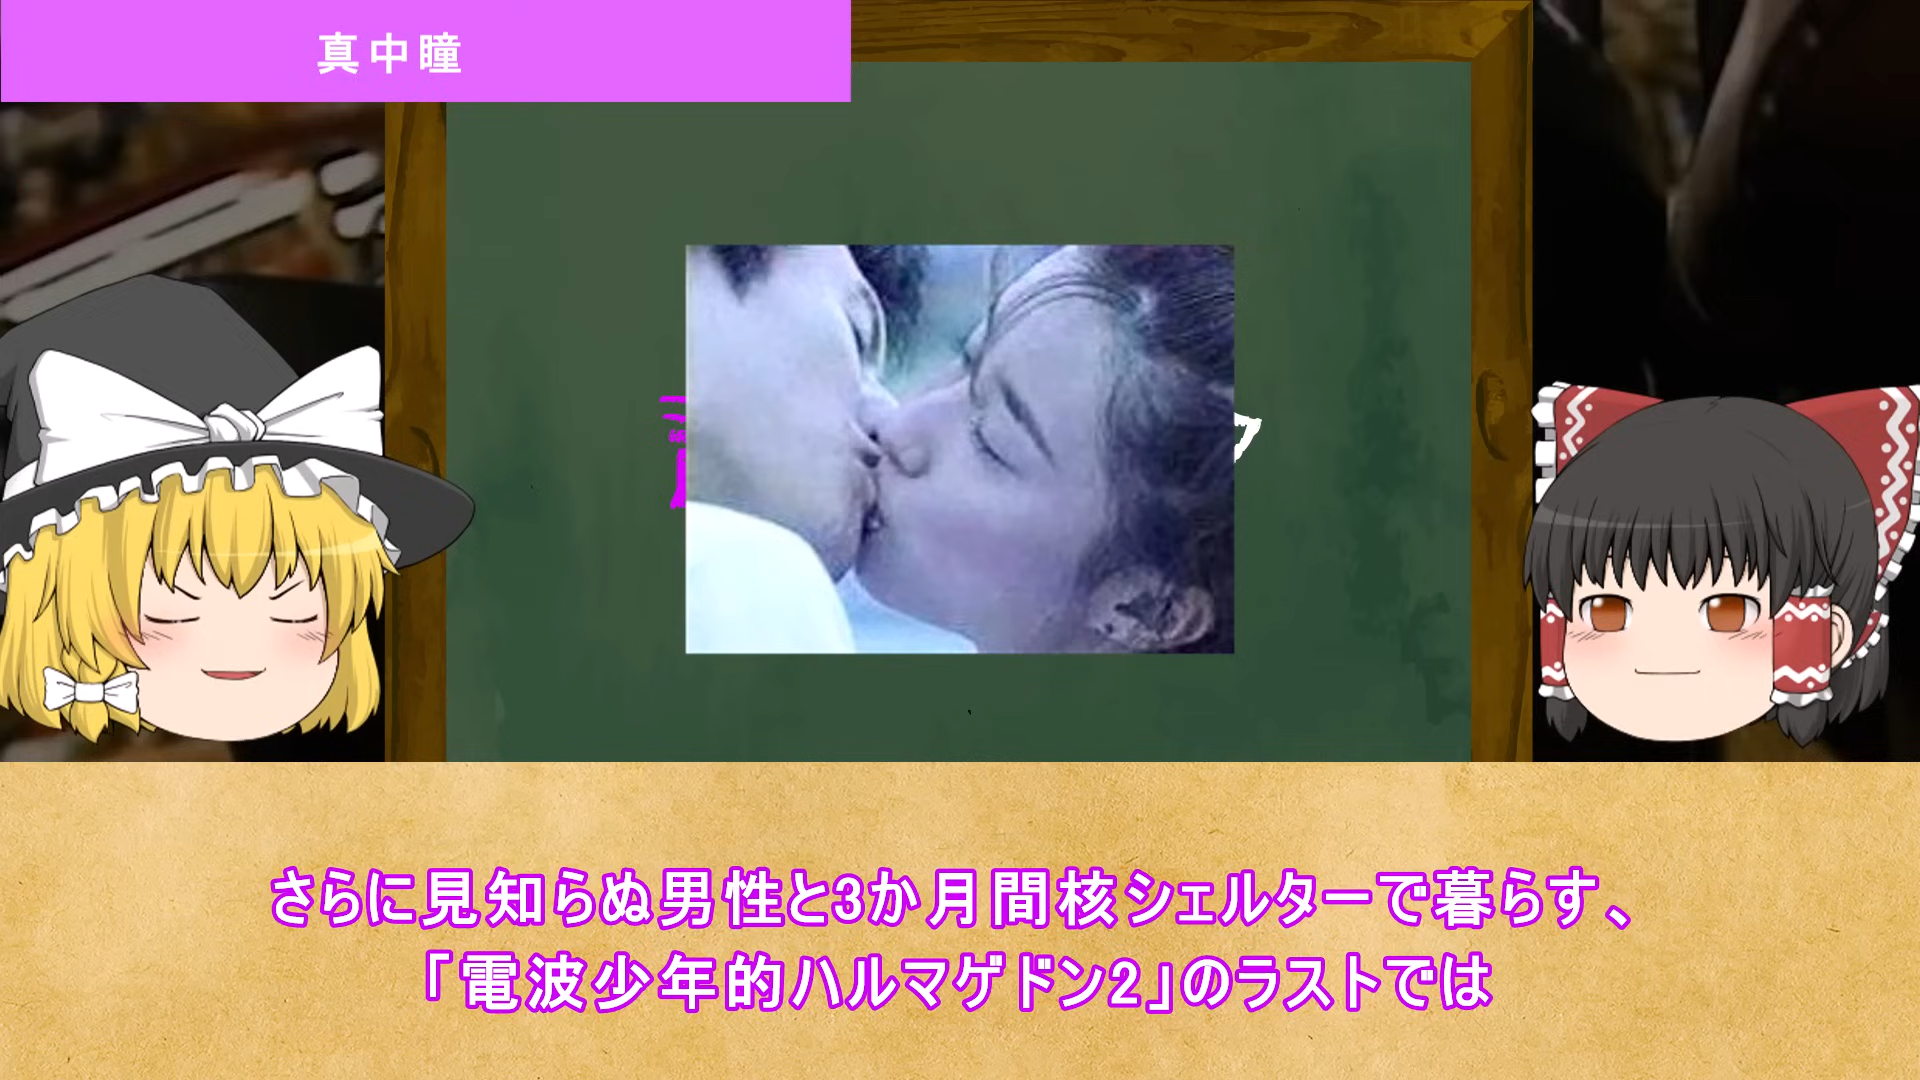 真中瞳
さらに見知らぬ男性と3か月間核シェルターで暮らす、
「電波少年的ハルマゲドン2」のラストでは